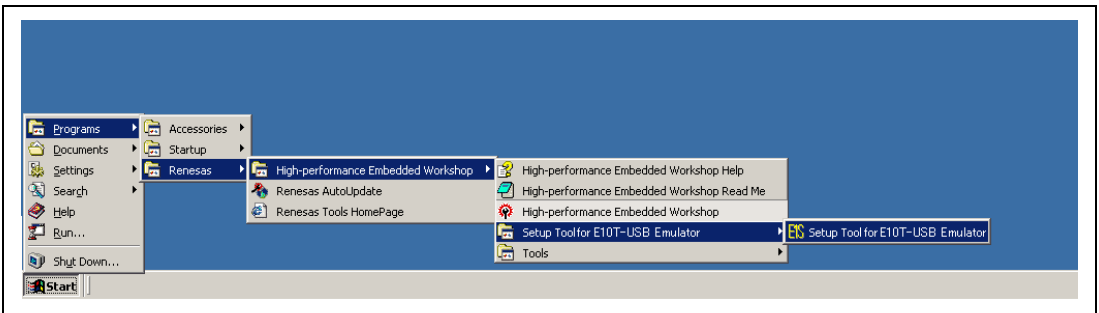 Programs
Documents
Settings
Search
Help
Run...
Shut Down...
Start
Accessories
Startup
Renesas
High-performance Embedded Workshop
Renesas AutoUpdate
Renesas Tools HomePage
High-performance Embedded Workshop Help
High-performance Embedded Workshop Read Me
High-performance Embedded Workshop
Setup Tool for E10T-USB Emulator
Tools
E1S Setup Tool for E10T-USB Emulator